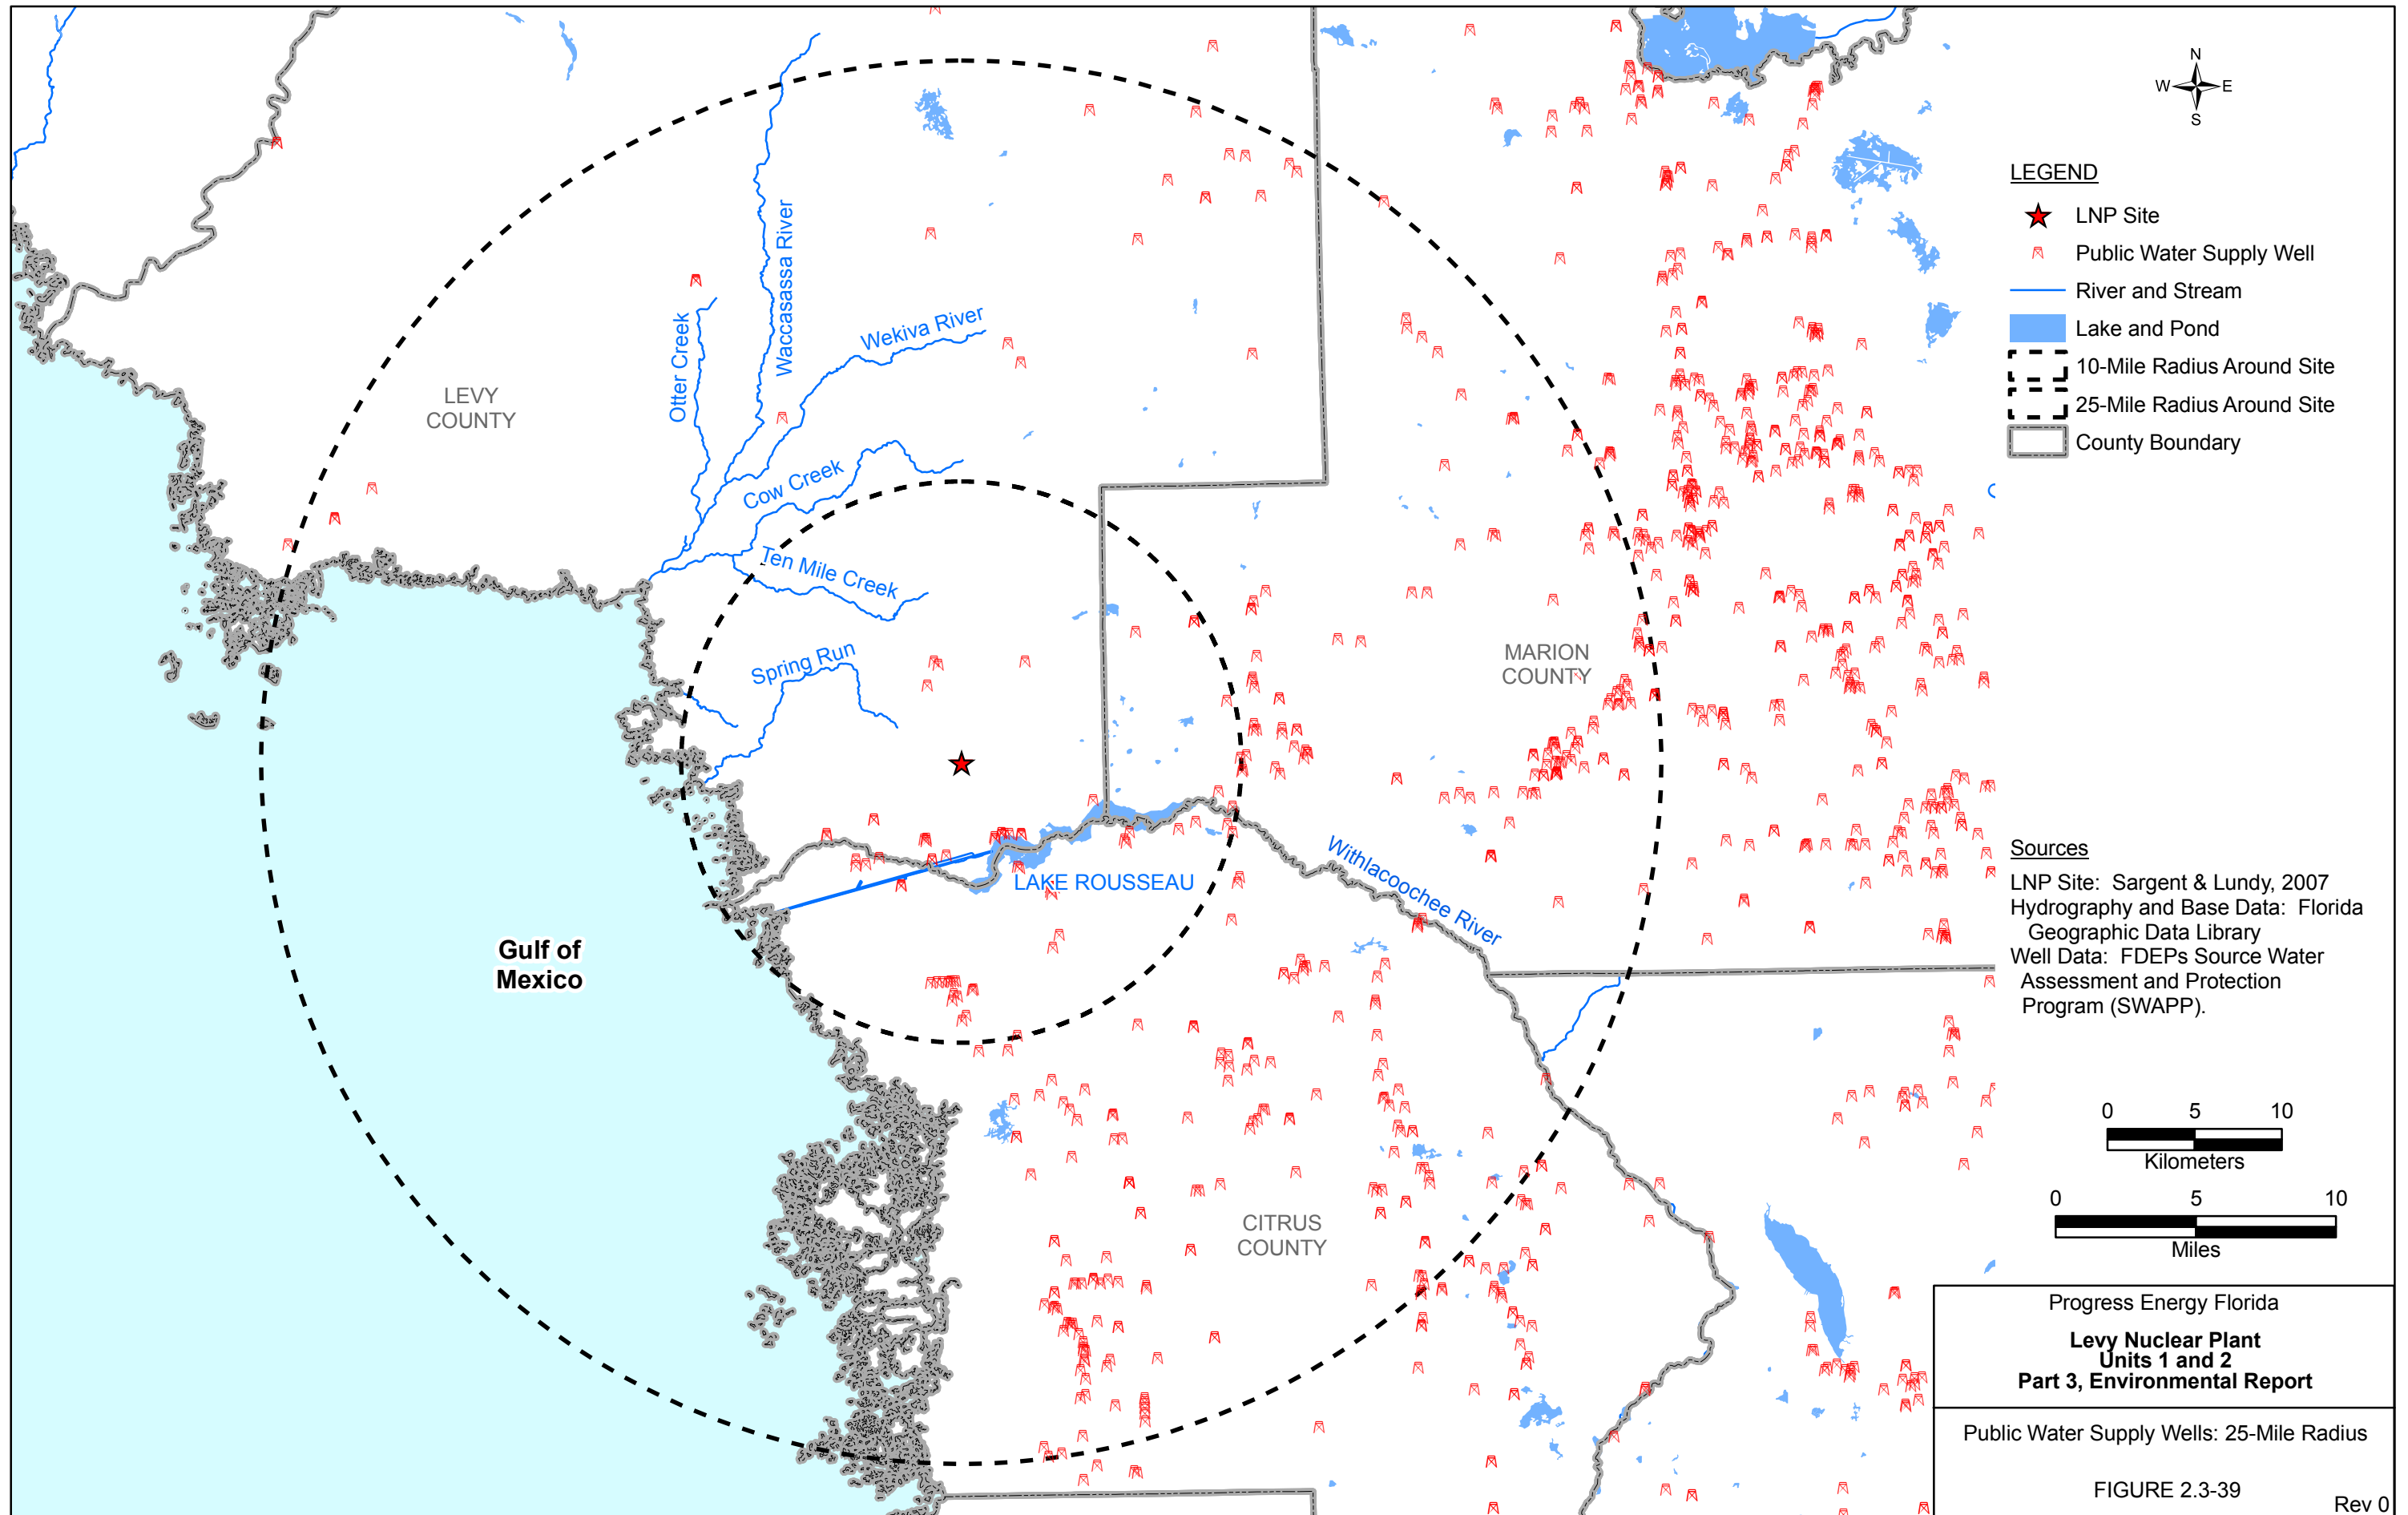 N
W E
S
LEGEND
LNP Site
Public Water Supply Well
River and Stream
Lake and Pond
10-Mile Radius Around Site
25-Mile Radius Around Site
County Boundary
Waccasassa River
Otter Creek
Wekiva River
LEVY
COUNTY
Cow Creek
Ten Mile Creek
Spring Run
MARION
COUNTY
LAKE ROUSSEAU
Withlacoochee River
Gulf of
Mexico
CITRUS
COUNTY
Sources
LNP Site: Sargent & Lundy, 2007
Hydrography and Base Data: Florida
Geographic Data Library
Well Data: FDEPs Source Water
Assessment and Protection
Program (SWAPP).
0 5 10
Kilometers
0 5 10
Miles
Progress Energy Florida
Levy Nuclear Plant
Units 1 and 2
Part 3, Environmental Report
Public Water Supply Wells: 25-Mile Radius
FIGURE 2.3-39
Rev 0